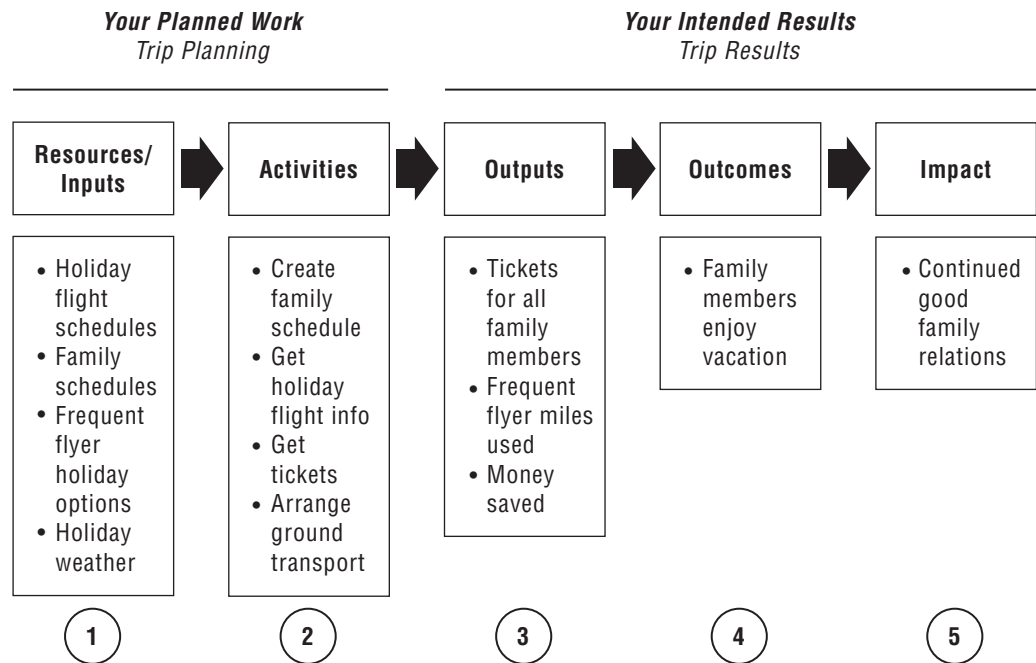 Your Planned Work
Trip Planning
Your Intended Results
Trip Results
Resources/
Inputs
Activities
Outputs
Outcomes
Impact
• Holiday
flight
schedules
• Family
schedules
• Frequent
flyer
holiday
options
• Holiday
weather
• Create
family
schedule
• Get
holiday
flight info
• Get
tickets
• Arrange
ground
transport
• Tickets
for all
family
members
• Frequent
flyer miles
used
• Money
saved
• Family
members
enjoy
vacation
• Continued
good
family
relations
1
2
3
4
5